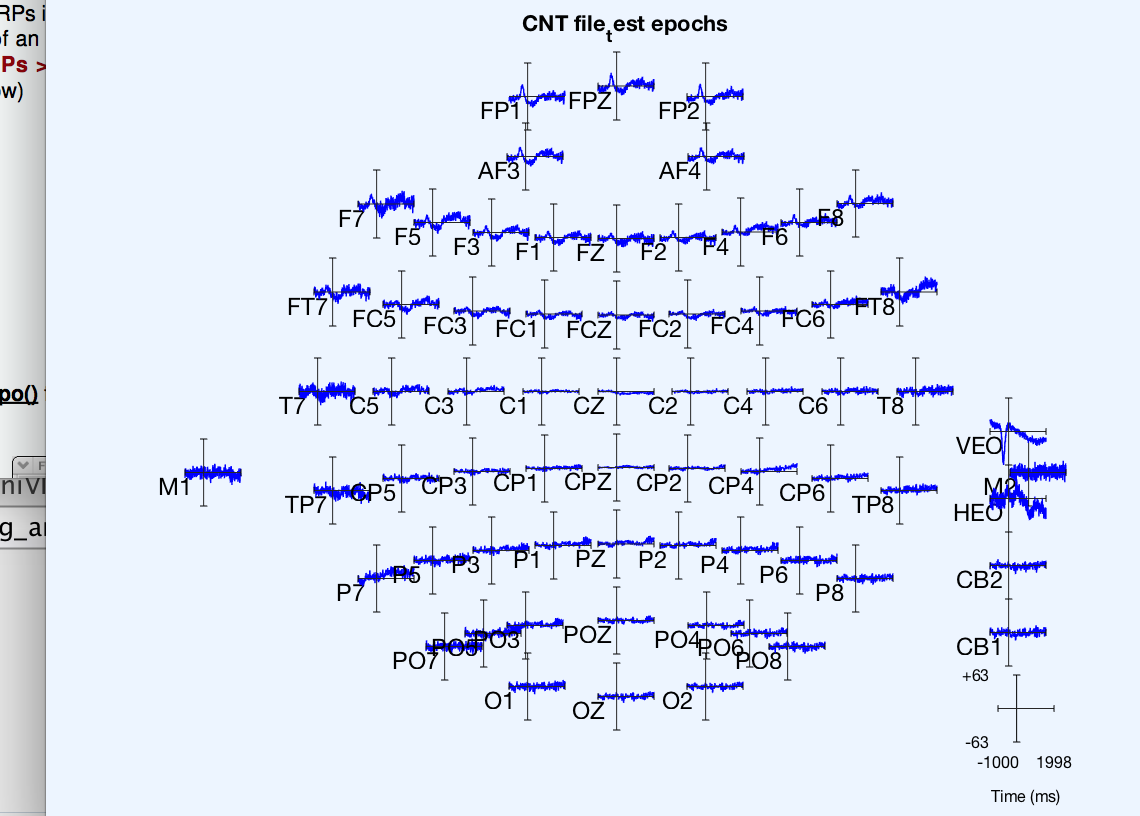 RPs i
of an
Ps >
ow)
po()
F
niVI
g_ar
CNT file_test epochs
FP1 FPZ FP2
AF3 AF4
F7 F5 F3 F1 FZ F2 F4 F6 F8
FT7 FC5 FC3 FC1 FCZ FC2 FC4 FC6 FT8
T7 C5 C3 C1 CZ C2 C4 C6 T8
M1 TP7 CP5 CP3 CP1 CPZ CP2 CP4 CP6 TP8
P7 P5 P3 P1 PZ P2 P4 P6 P8
PO7 PO5 PO3 POZ PO4 PO6 PO8
O1 OZ O2
VEO
M2
HEO
CB2
CB1
+63
-63
-1000 1998
Time (ms)